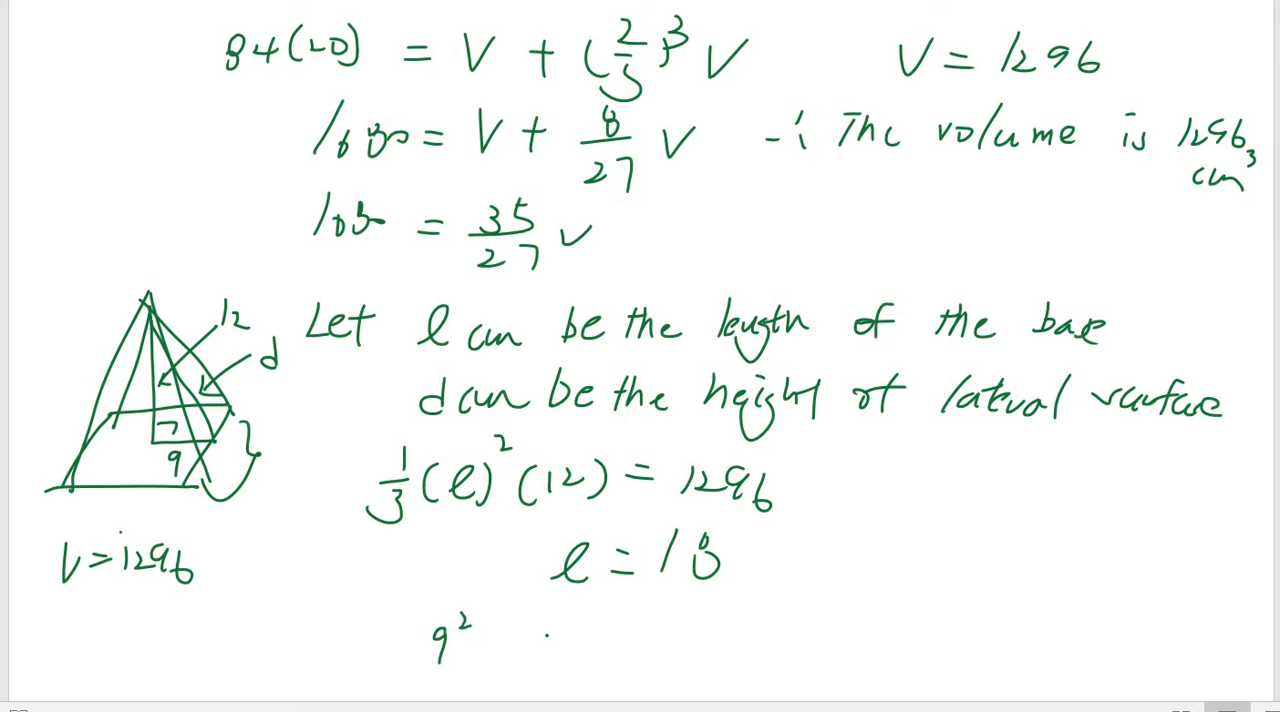 84(20) = V + (2/3)³ V V = 1296
1680 = V + 8/27 V ∴ The volume is 1296 cm³
1680 = 35/27 V
12
d
9
l
V = 1296
Let l cm be the length of the base
d cm be the height of lateral surface
1/3 (l)² (12) = 1296
l = 18
9²